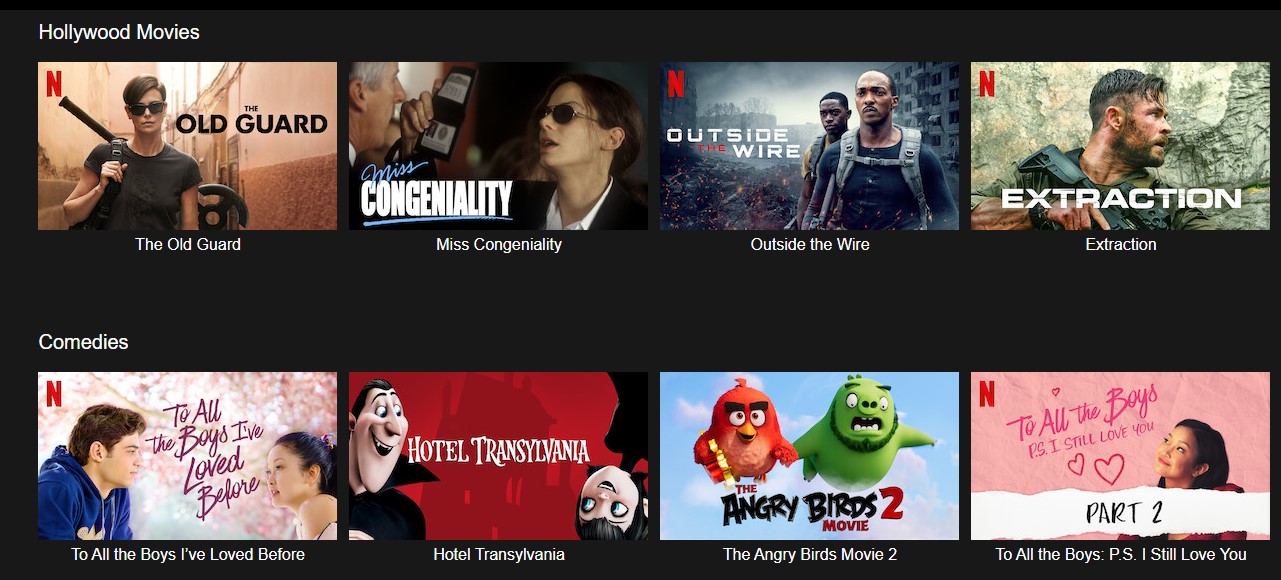 Hollywood Movies
N
THE
OLD GUARD
The Old Guard
Miss
CONGENIALITY
Miss Congeniality
N
OUTSIDE
THE WIRE
Outside the Wire
N
EXTRACTION
Extraction
Comedies
N
To All
the Boys I've
Loved
Before
To All the Boys I’ve Loved Before
HOTEL TRANSYLVANIA
Hotel Transylvania
THE
ANGRY BIRDS 2
MOVIE
The Angry Birds Movie 2
N
To All the Boys
P.S. I STILL LOVE YOU
PART 2
To All the Boys: P.S. I Still Love You